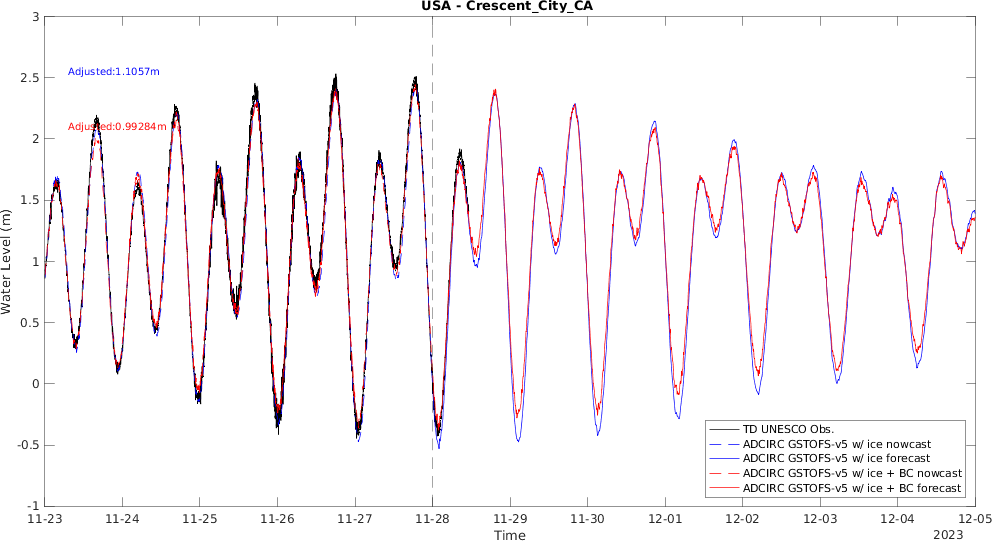 USA - Crescent_City_CA
Water Level (m)
3
2.5
2
1.5
1
0.5
0
-0.5
-1
Adjusted:1.1057m
Adjusted:0.99284m
TD UNESCO Obs.
ADCIRC GSTOFS-v5 w/ ice nowcast
ADCIRC GSTOFS-v5 w/ ice forecast
ADCIRC GSTOFS-v5 w/ ice + BC nowcast
ADCIRC GSTOFS-v5 w/ ice + BC forecast
11-23 11-24 11-25 11-26 11-27 11-28 11-29 11-30 12-01 12-02 12-03 12-04 12-05
Time
2023